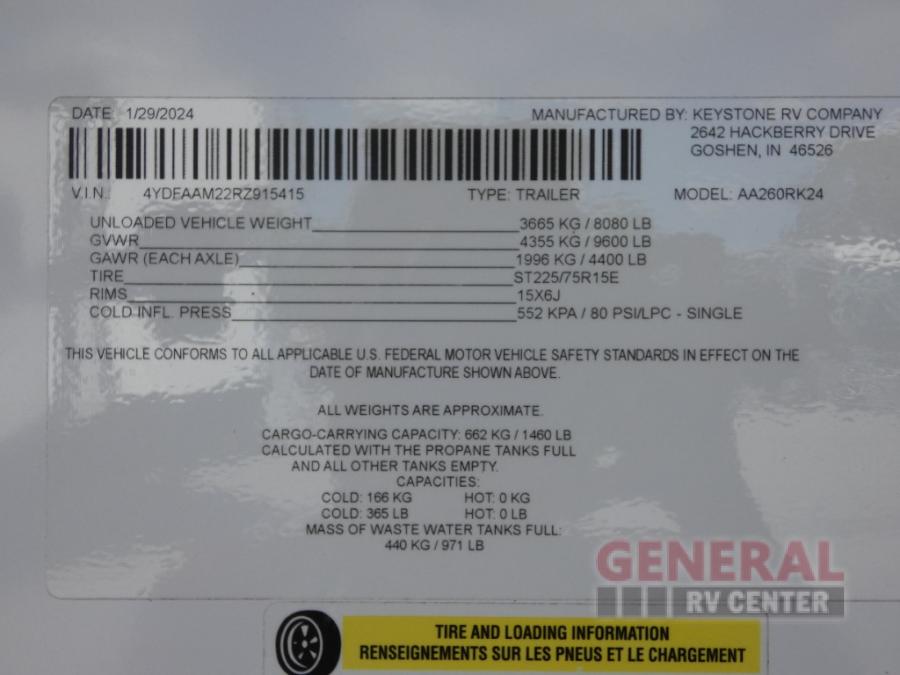 DATE: 1/29/2024 MANUFACTURED BY: KEYSTONE RV COMPANY
2642 HACKBERRY DRIVE
GOSHEN, IN 46526
V.I.N.: 4YDFAAM22RZ915415 TYPE: TRAILER MODEL: AA260RK24
UNLOADED VEHICLE WEIGHT 3665 KG / 8080 LB
GVWR 4355 KG / 9600 LB
GAWR (EACH AXLE) 1996 KG / 4400 LB
TIRE ST225/75R15E
RIMS 15X6J
COLD INFL. PRESS 552 KPA / 80 PSI/LPC - SINGLE
THIS VEHICLE CONFORMS TO ALL APPLICABLE U.S. FEDERAL MOTOR VEHICLE SAFETY STANDARDS IN EFFECT ON THE
DATE OF MANUFACTURE SHOWN ABOVE.
ALL WEIGHTS ARE APPROXIMATE.
CARGO-CARRYING CAPACITY: 662 KG / 1460 LB
CALCULATED WITH THE PROPANE TANKS FULL
AND ALL OTHER TANKS EMPTY.
CAPACITIES:
COLD: 166 KG HOT: 0 KG
COLD: 365 LB HOT: 0 LB
MASS OF WASTE WATER TANKS FULL:
440 KG / 971 LB
GENERAL
RV CENTER
TIRE AND LOADING INFORMATION
RENSEIGNEMENTS SUR LES PNEUS ET LE CHARGEMENT